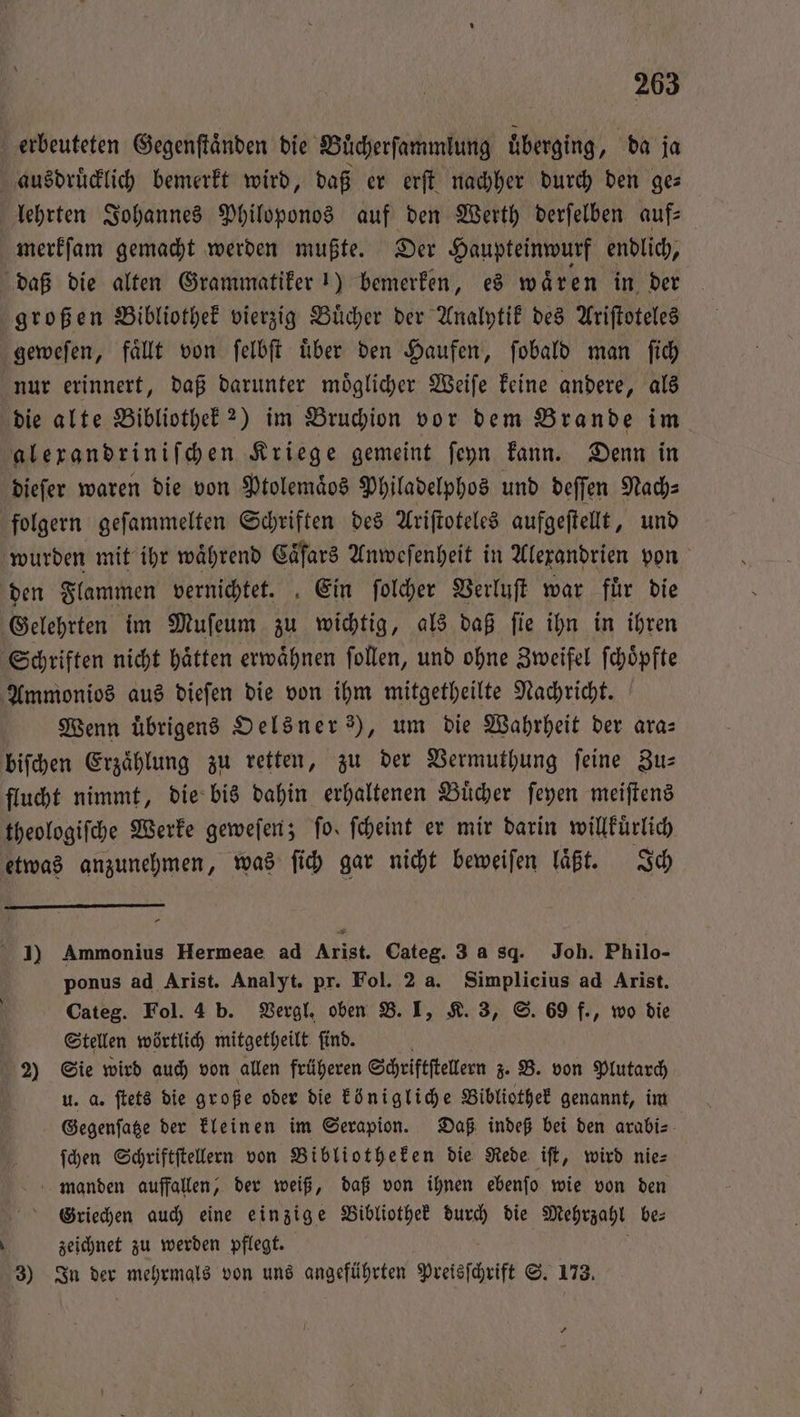 263
erbeuteten Gegenſtänden die Bücherſammlung überging, da ja
ausdrücklich bemerkt wird, daß er erſt nachher durch den ge⸗
lehrten Johannes Philoponos auf den Werth derſelben auf⸗
merkſam gemacht werden mußte. Der Haupteinwurf endlich,
daß die alten Grammatiker 1) bemerken, es wären in der
großen Bibliothek vierzig Bücher der Analytik des Ariſtoteles
geweſen, fällt von ſelbſt über den Haufen, ſobald man ſich
nur erinnert, daß darunter möglicher Weiſe keine andere, als
die alte Bibliothek 2) im Bruchion vor dem Brande im
alexandriniſchen Kriege gemeint ſeyn kann. Denn in
dieſer waren die von Ptolemäos Philadelphos und deſſen Nach⸗
folgern geſammelten Schriften des Ariſtoteles aufgeſtellt, und
wurden mit ihr während Cäſars Anweſenheit in Alexandrien von
den Flammen vernichtet. Ein ſolcher Verluſt war für die
Gelehrten im Muſeum zu wichtig, als daß ſie ihn in ihren
Schriften nicht hätten erwähnen ſollen, und ohne Zweifel ſchöpfte
Ammonios aus dieſen die von ihm mitgetheilte Nachricht.
Wenn übrigens Oelsner 3), um die Wahrheit der ara⸗
biſchen Erzählung zu retten, zu der Vermuthung ſeine Zu⸗
flucht nimmt, die bis dahin erhaltenen Bücher ſeyen meiſtens
theologiſche Werke geweſen; ſo ſcheint er mir darin willkürlich
etwas anzunehmen, was ſich gar nicht beweiſen läßt. Ich
1) Ammonius Hermeae ad Arist. Categ. 3 a sq. Joh. Philo-
ponus ad Arist. Analyt. pr. Fol. 2 a. Simplicius ad Arist.
Categ. Fol. 4 b. Vergl. oben B. I, K. 3, S. 69 f., wo die
Stellen wörtlich mitgetheilt ſind.
2) Sie wird auch von allen früheren Schriftſtellern z. B. von Plutarch
u. a. ſtets die große oder die königliche Bibliothek genannt, im
Gegenſatze der kleinen im Serapion. Daß indeß bei den arabi⸗
ſchen Schriftſtellern von Bibliotheken die Rede iſt, wird nie⸗
manden auffallen, der weiß, daß von ihnen ebenſo wie von den
Griechen auch eine einzige Bibliothek durch die Mehrzahl be⸗
zeichnet zu werden pflegt.
3) In der mehrmals von uns angeführten Preisſchrift S. 173.